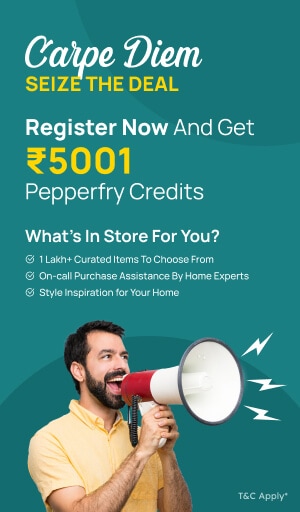 Carpe Diem
SEIZE THE DEAL
Register Now And Get
₹5001
Pepperfry Credits
What's In Store For You?
1 Lakh+ Curated Items To Choose From
On-call Purchase Assistance By Home Experts
Style Inspiration for Your Home
T&C Apply*